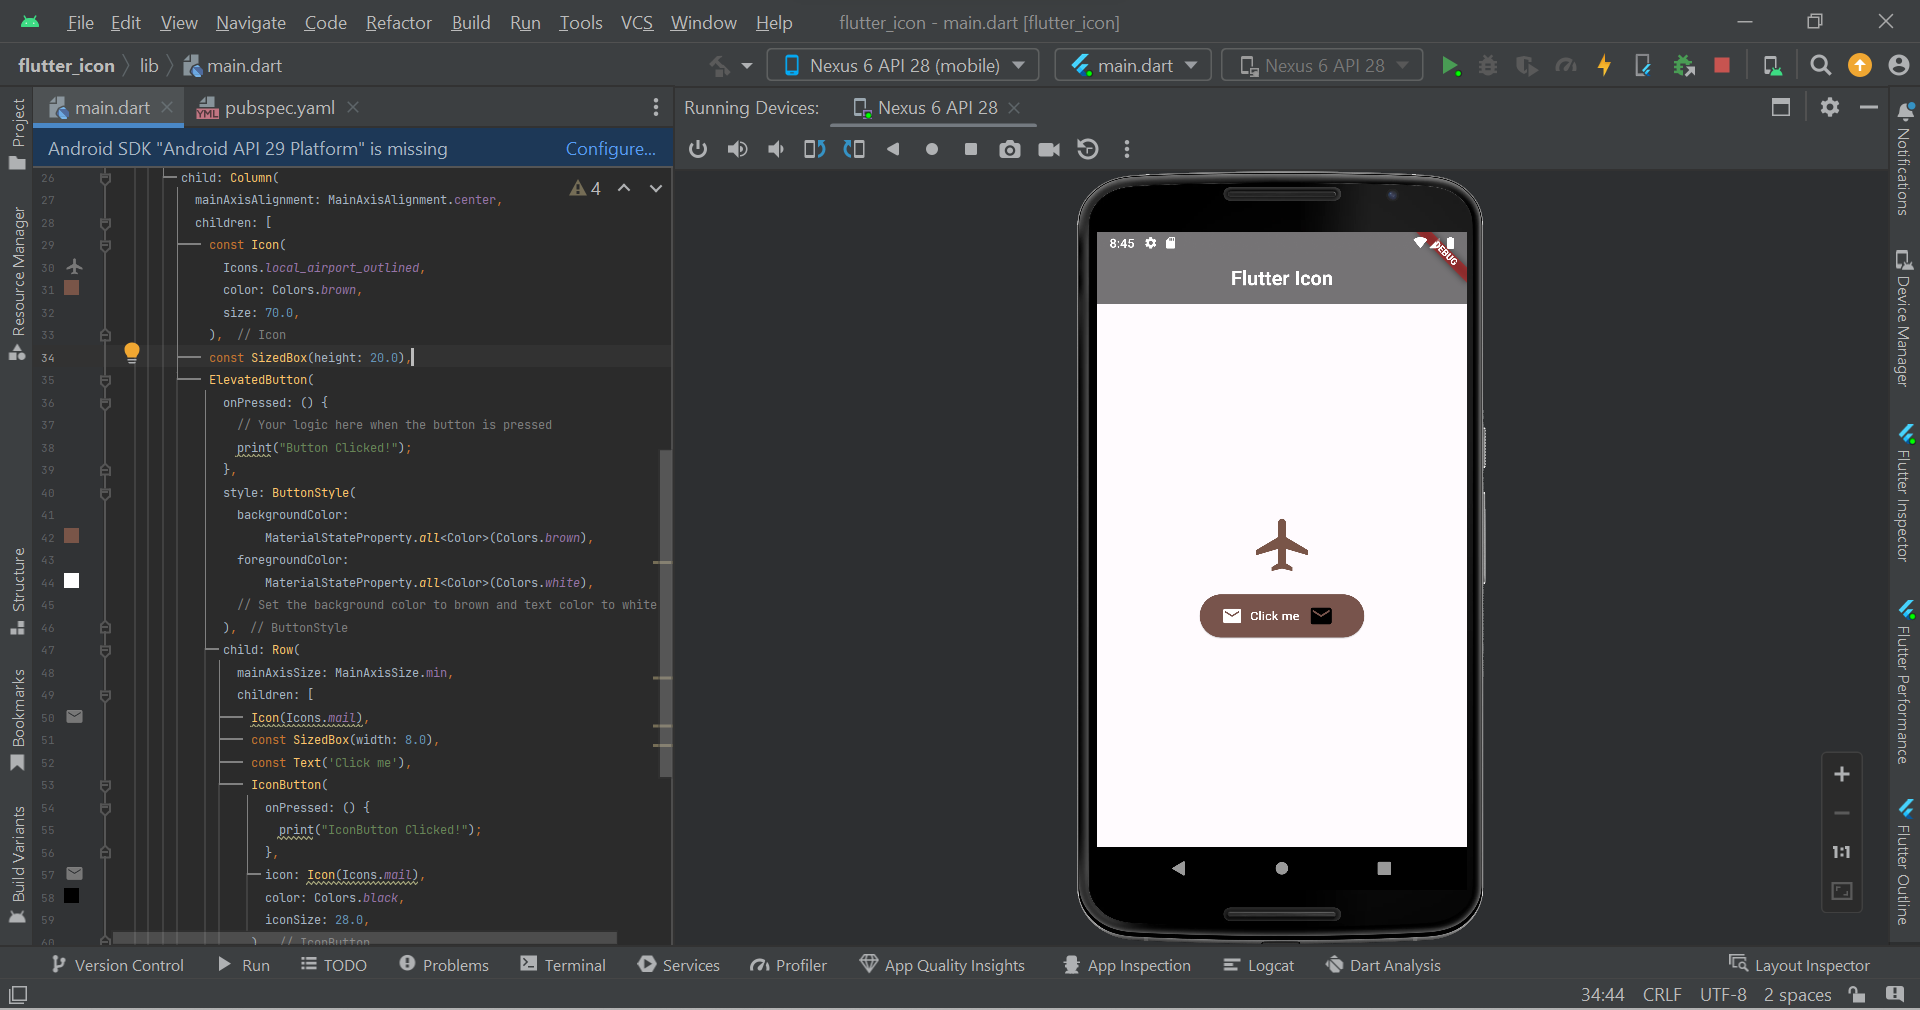 File Edit View Navigate Code Refactor Build Run Tools VCS Window Help flutter_icon - main.dart [flutter_icon]
flutter_icon lib main.dart Nexus 6 API 28 (mobile) main.dart Nexus 6 API 28
main.dart pubspec.yaml Running Devices: Nexus 6 API 28
Android SDK "Android API 29 Platform" is missing Configure...
4
26 child: Column(
27 mainAxisAlignment: MainAxisAlignment.center,
28 children: [
29 const Icon(
30 Icons.local_airport_outlined,
31 color: Colors.brown,
32 size: 70.0,
33 ), // Icon
34 const SizedBox(height: 20.0),
35 ElevatedButton(
36 onPressed: () {
37 // Your logic here when the button is pressed
38 print("Button Clicked!");
39 },
40 style: ButtonStyle(
41 backgroundColor:
42 MaterialStateProperty.all<Color>(Colors.brown),
43 foregroundColor:
44 MaterialStateProperty.all<Color>(Colors.white),
45 // Set the background color to brown and text color to white
46 ), // ButtonStyle
47 child: Row(
48 mainAxisSize: MainAxisSize.min,
49 children: [
50 Icon(Icons.mail),
51 const SizedBox(width: 8.0),
52 const Text('Click me'),
53 IconButton(
54 onPressed: () {
55 print("IconButton Clicked!");
56 },
57 icon: Icon(Icons.mail),
58 color: Colors.black,
59 iconSize: 28.0,
60 ) // IconButton
8:45
DEBUG
Flutter Icon
Click me
1:1
Project
Resource Manager
Structure
Bookmarks
Build Variants
Notifications
Device Manager
Flutter Inspector
Flutter Performance
Flutter Outline
Version Control Run TODO Problems Terminal Services Profiler App Quality Insights App Inspection Logcat Dart Analysis Layout Inspector
34:44 CRLF UTF-8 2 spaces